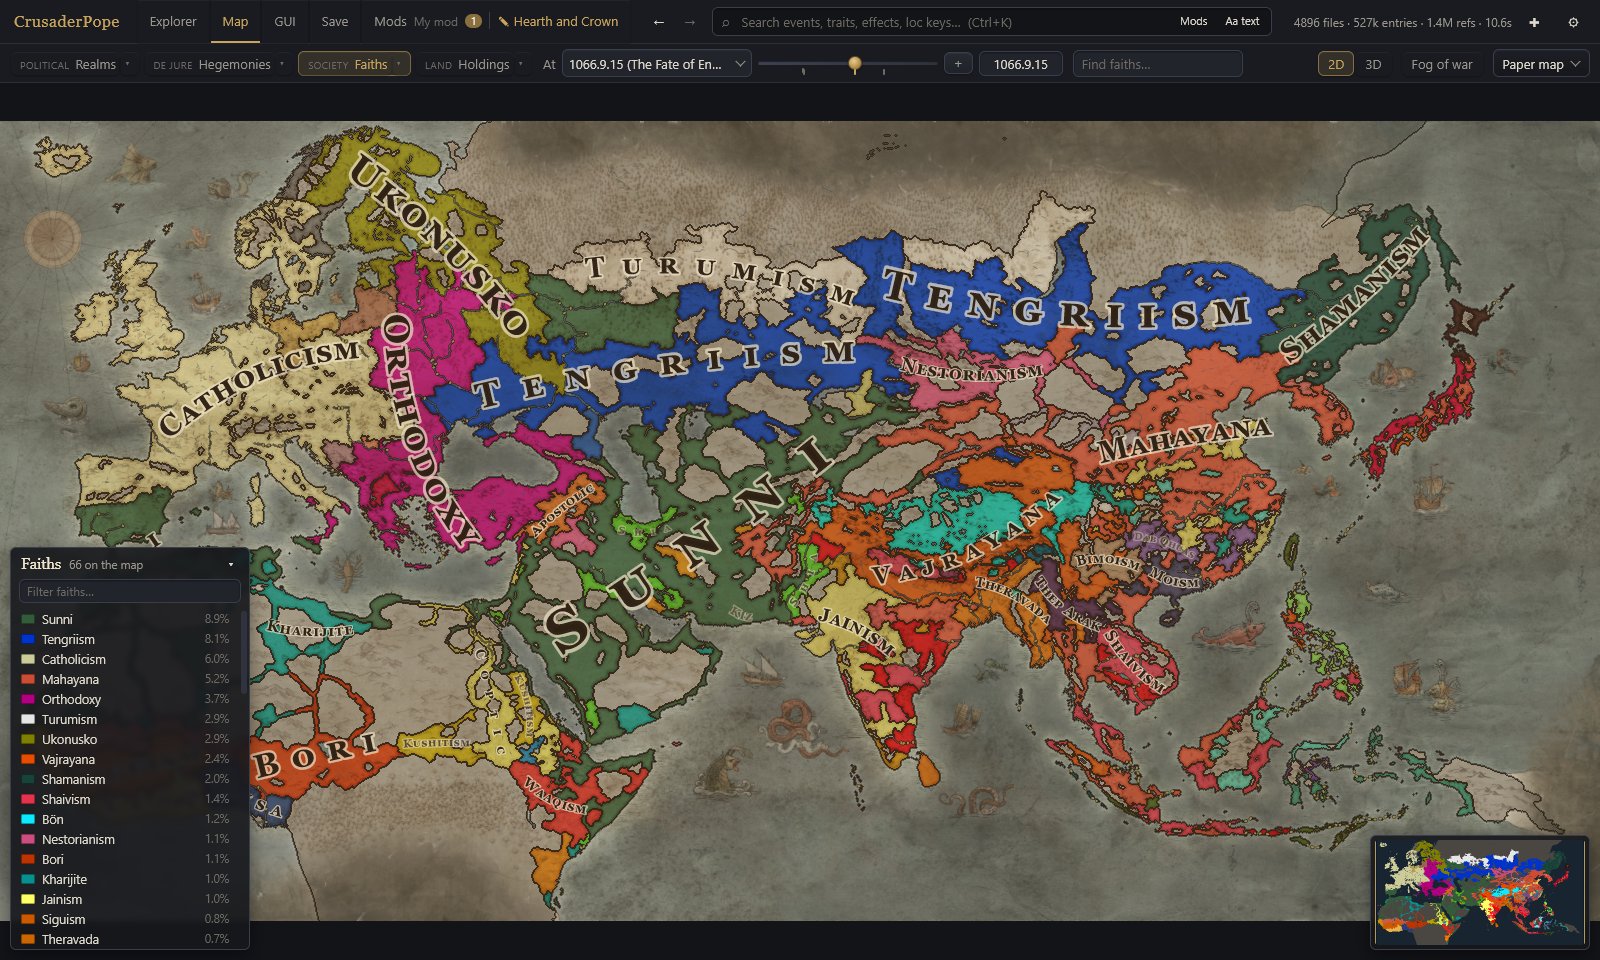 CrusaderPope
Explorer
Map
GUI
Save
Mods My mod 1
Hearth and Crown
Search events, traits, effects, loc keys... (Ctrl+K)
Mods
Aa text
4896 files · 527k entries · 1.4M refs · 10.6s
POLITICAL Realms
DE JURE Hegemonies
SOCIETY Faiths
LAND Holdings
At
1066.9.15 (The Fate of En...
+
1066.9.15
Find faiths...
2D
3D
Fog of war
Paper map
UKONUSKO
TURUMISM
TENGRIISM
SHAMANISM
ORTHODOXY
CATHOLICISM
TENGRIISM
NESTORIANISM
MAHAYANA
SUNNI
APOSTOLIC
VAJRAYANA
BIMOISM
MOISM
THERAVADA
JAINISM
SHAIVISM
KHARIJITE
COPTIC
KUSHITISM
BORI
WAAQISM
Faiths 66 on the map
Filter faiths...
Sunni 8.9%
Tengriism 8.1%
Catholicism 6.0%
Mahayana 5.2%
Orthodoxy 3.7%
Turumism 2.9%
Ukonusko 2.9%
Vajrayana 2.4%
Shamanism 2.0%
Shaivism 1.4%
Bön 1.2%
Nestorianism 1.1%
Bori 1.1%
Kharijite 1.0%
Jainism 1.0%
Siguism 0.8%
Theravada 0.7%